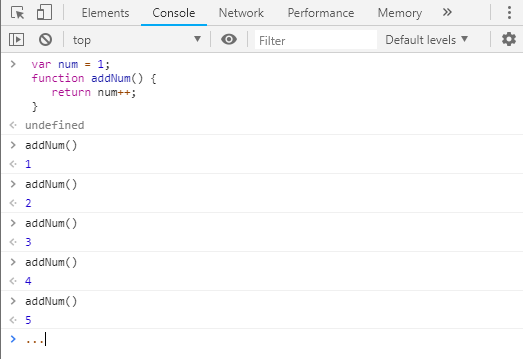 Elements Console Network Performance Memory »
top Filter Default levels
> var num = 1;
function addNum() {
return num++;
}
undefined
> addNum()
1
> addNum()
2
> addNum()
3
> addNum()
4
> addNum()
5
> ...